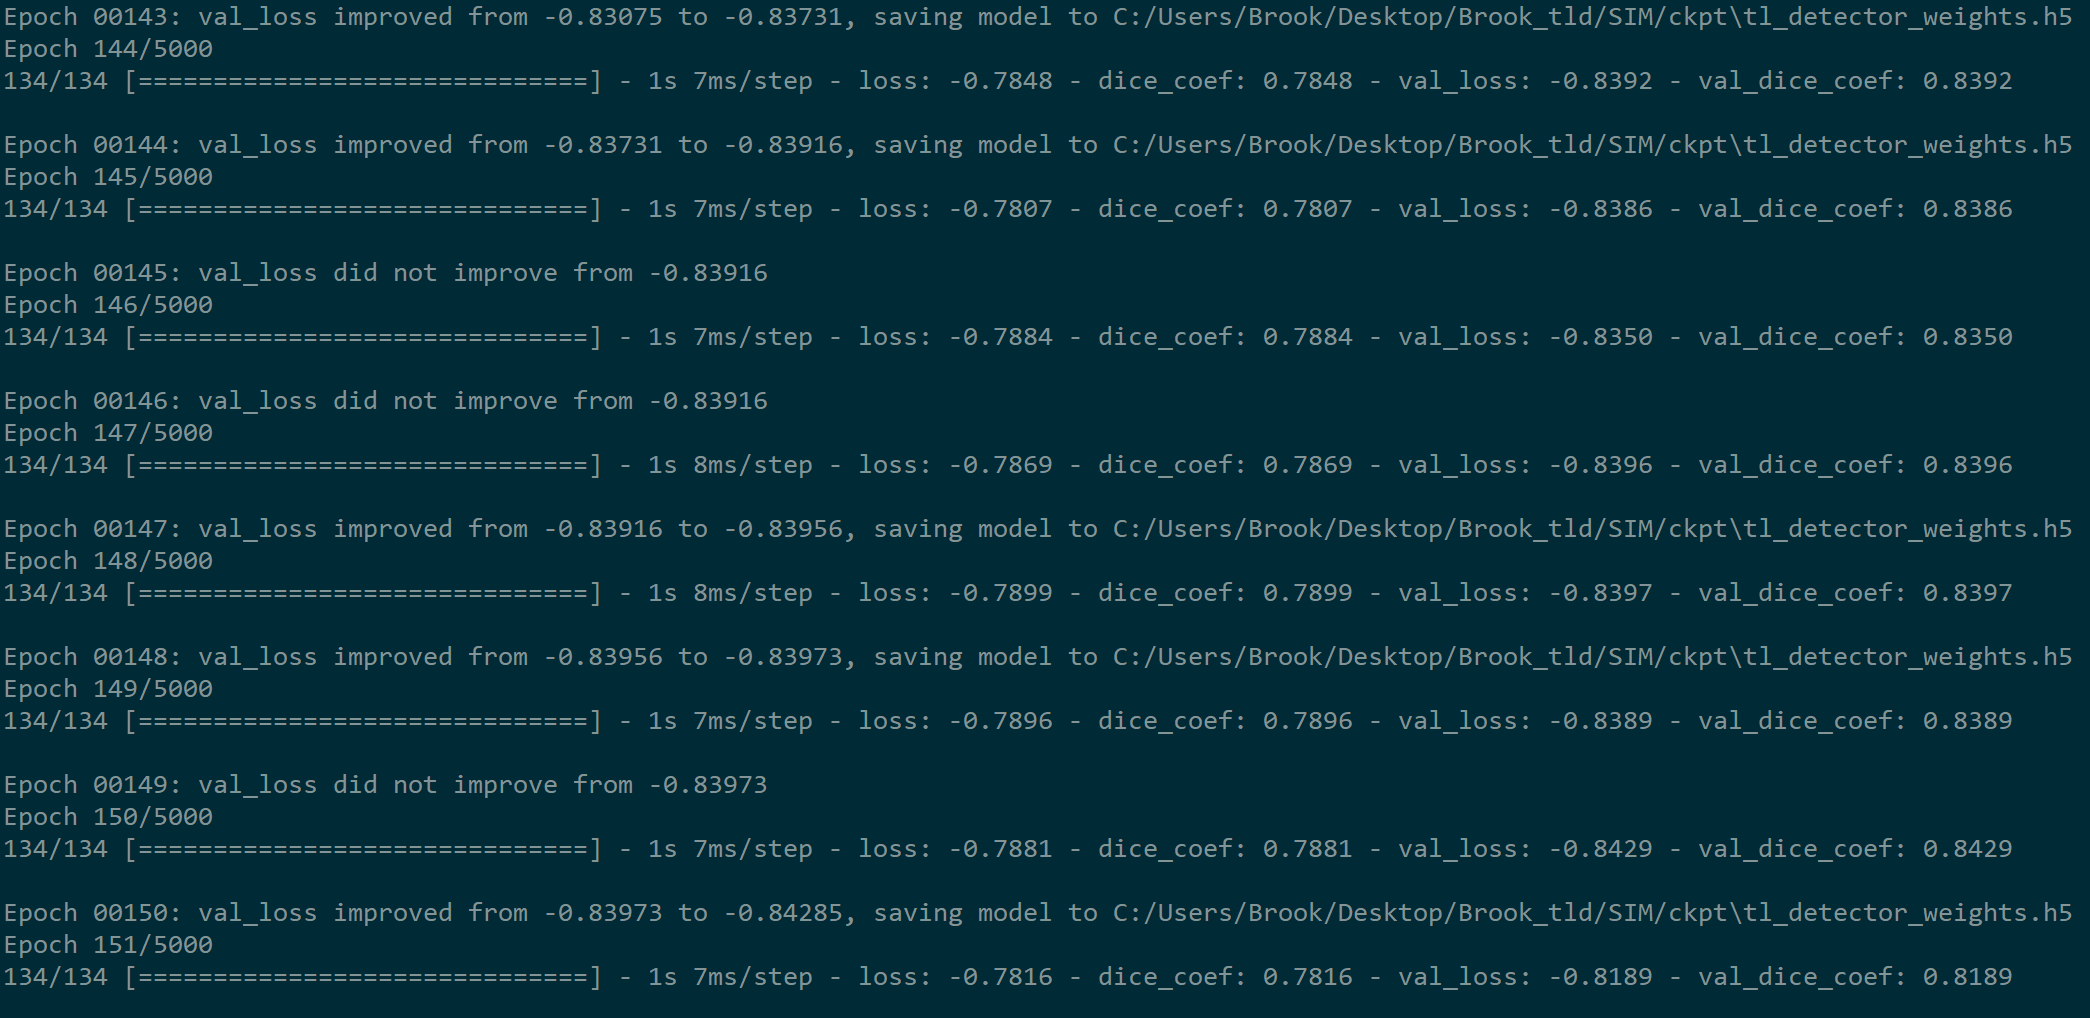 Epoch 00143: val_loss improved from -0.83075 to -0.83731, saving model to C:/Users/Brook/Desktop/Brook_tld/SIM/ckpt\tl_detector_weights.h5
Epoch 144/5000
134/134 [==============================] - 1s 7ms/step - loss: -0.7848 - dice_coef: 0.7848 - val_loss: -0.8392 - val_dice_coef: 0.8392
Epoch 00144: val_loss improved from -0.83731 to -0.83916, saving model to C:/Users/Brook/Desktop/Brook_tld/SIM/ckpt\tl_detector_weights.h5
Epoch 145/5000
134/134 [==============================] - 1s 7ms/step - loss: -0.7807 - dice_coef: 0.7807 - val_loss: -0.8386 - val_dice_coef: 0.8386
Epoch 00145: val_loss did not improve from -0.83916
Epoch 146/5000
134/134 [==============================] - 1s 7ms/step - loss: -0.7884 - dice_coef: 0.7884 - val_loss: -0.8350 - val_dice_coef: 0.8350
Epoch 00146: val_loss did not improve from -0.83916
Epoch 147/5000
134/134 [==============================] - 1s 8ms/step - loss: -0.7869 - dice_coef: 0.7869 - val_loss: -0.8396 - val_dice_coef: 0.8396
Epoch 00147: val_loss improved from -0.83916 to -0.83956, saving model to C:/Users/Brook/Desktop/Brook_tld/SIM/ckpt\tl_detector_weights.h5
Epoch 148/5000
134/134 [==============================] - 1s 8ms/step - loss: -0.7899 - dice_coef: 0.7899 - val_loss: -0.8397 - val_dice_coef: 0.8397
Epoch 00148: val_loss improved from -0.83956 to -0.83973, saving model to C:/Users/Brook/Desktop/Brook_tld/SIM/ckpt\tl_detector_weights.h5
Epoch 149/5000
134/134 [==============================] - 1s 7ms/step - loss: -0.7896 - dice_coef: 0.7896 - val_loss: -0.8389 - val_dice_coef: 0.8389
Epoch 00149: val_loss did not improve from -0.83973
Epoch 150/5000
134/134 [==============================] - 1s 7ms/step - loss: -0.7881 - dice_coef: 0.7881 - val_loss: -0.8429 - val_dice_coef: 0.8429
Epoch 00150: val_loss improved from -0.83973 to -0.84285, saving model to C:/Users/Brook/Desktop/Brook_tld/SIM/ckpt\tl_detector_weights.h5
Epoch 151/5000
134/134 [==============================] - 1s 7ms/step - loss: -0.7816 - dice_coef: 0.7816 - val_loss: -0.8189 - val_dice_coef: 0.8189